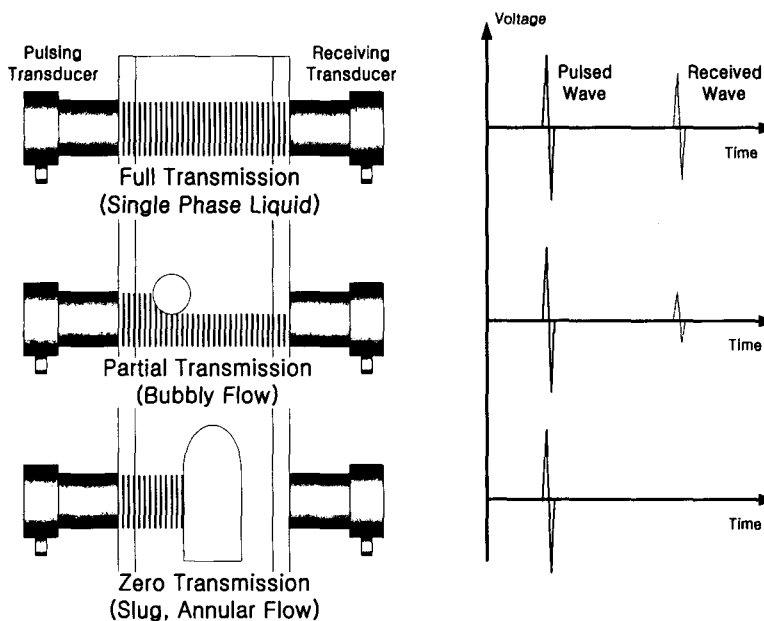 Pulsing
Transducer
Receiving
Transducer
Full Transmission
(Single Phase Liquid)
Partial Transmission
(Bubbly Flow)
Zero Transmission
(Slug, Annular Flow)
Voltage
Pulsed
Wave
Received
Wave
Time
Time
Time